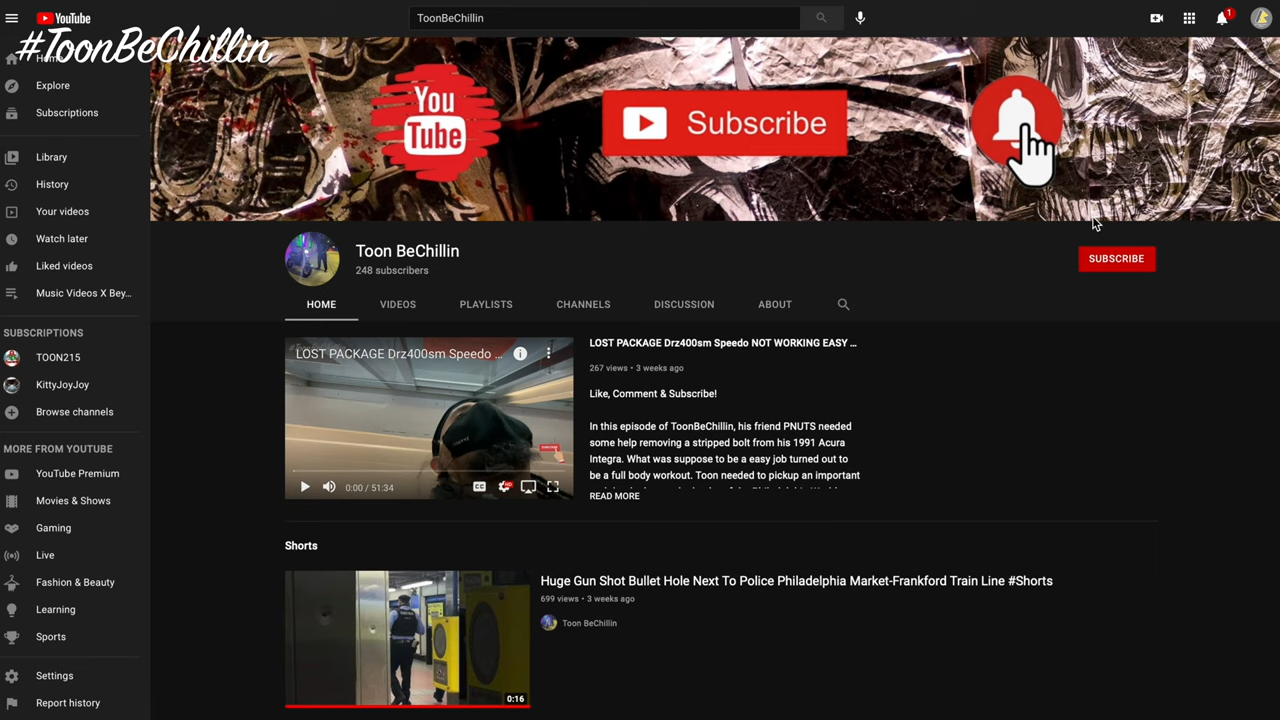 YouTube
ToonBeChillin
1
#ToonBeChillin
Explore
Subscriptions
Library
History
Your videos
Watch later
Liked videos
Music Videos X Bey...
SUBSCRIPTIONS
TOON215
KittyJoyJoy
Browse channels
MORE FROM YOUTUBE
YouTube Premium
Movies & Shows
Gaming
Live
Fashion & Beauty
Learning
Sports
Settings
Report history
You
Tube
Subscribe
Toon BeChillin
248 subscribers
SUBSCRIBE
HOME
VIDEOS
PLAYLISTS
CHANNELS
DISCUSSION
ABOUT
LOST PACKAGE Drz400sm Speedo ...
0:00 / 51:34
CC
HD
LOST PACKAGE Drz400sm Speedo NOT WORKING EASY ...
267 views • 3 weeks ago
Like, Comment & Subscribe!
In this episode of ToonBeChillin, his friend PNUTS needed
some help removing a stripped bolt from his 1991 Acura
Integra. What was suppose to be a easy job turned out to
be a full body workout. Toon needed to pickup an important
READ MORE
Shorts
0:16
Huge Gun Shot Bullet Hole Next To Police Philadelphia Market-Frankford Train Line #Shorts
699 views • 3 weeks ago
Toon BeChillin